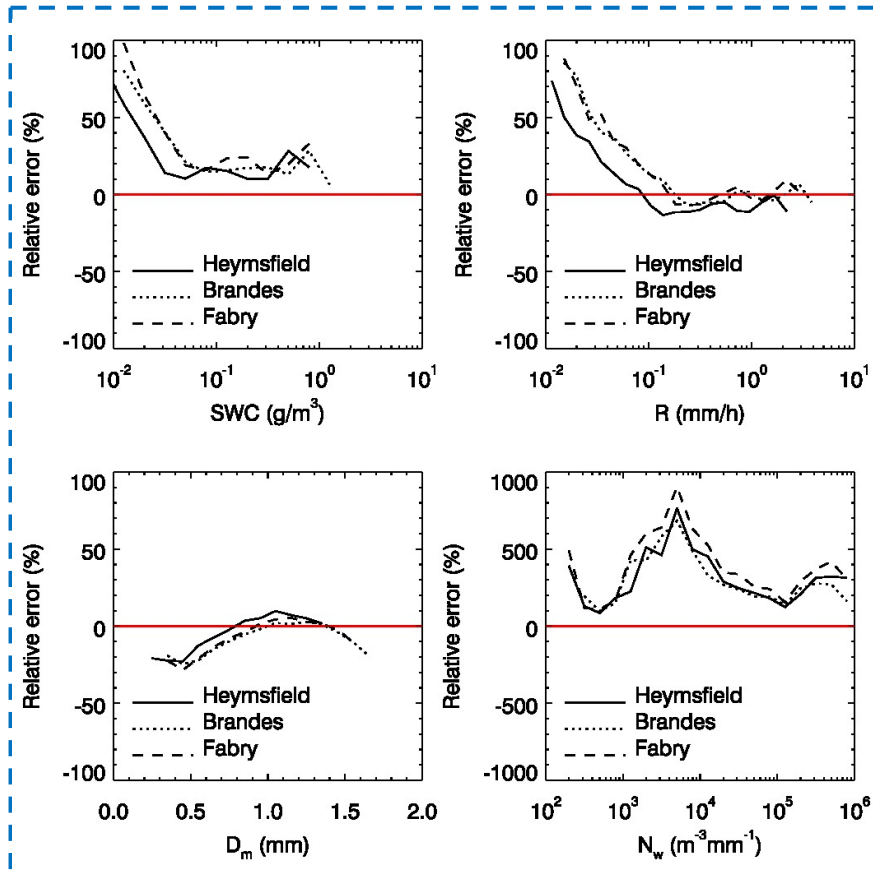 Relative error (%)
100
50
0
-50
-100
Heymsfield
Brandes
Fabry
10^-2 10^-1 10^0 10^1
SWC (g/m^3)
Relative error (%)
100
50
0
-50
-100
Heymsfield
Brandes
Fabry
10^-2 10^-1 10^0 10^1
R (mm/h)
Relative error (%)
100
50
0
-50
-100
Heymsfield
Brandes
Fabry
0.0 0.5 1.0 1.5 2.0
D_m (mm)
Relative error (%)
1000
500
0
-500
-1000
Heymsfield
Brandes
Fabry
10^2 10^3 10^4 10^5 10^6
N_w (m^-3mm^-1)